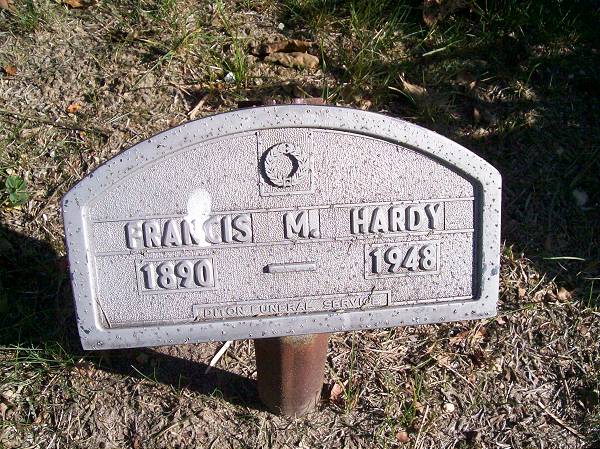 FRANCIS M. HARDY
1890 – 1948
FUNERAL SERVICE